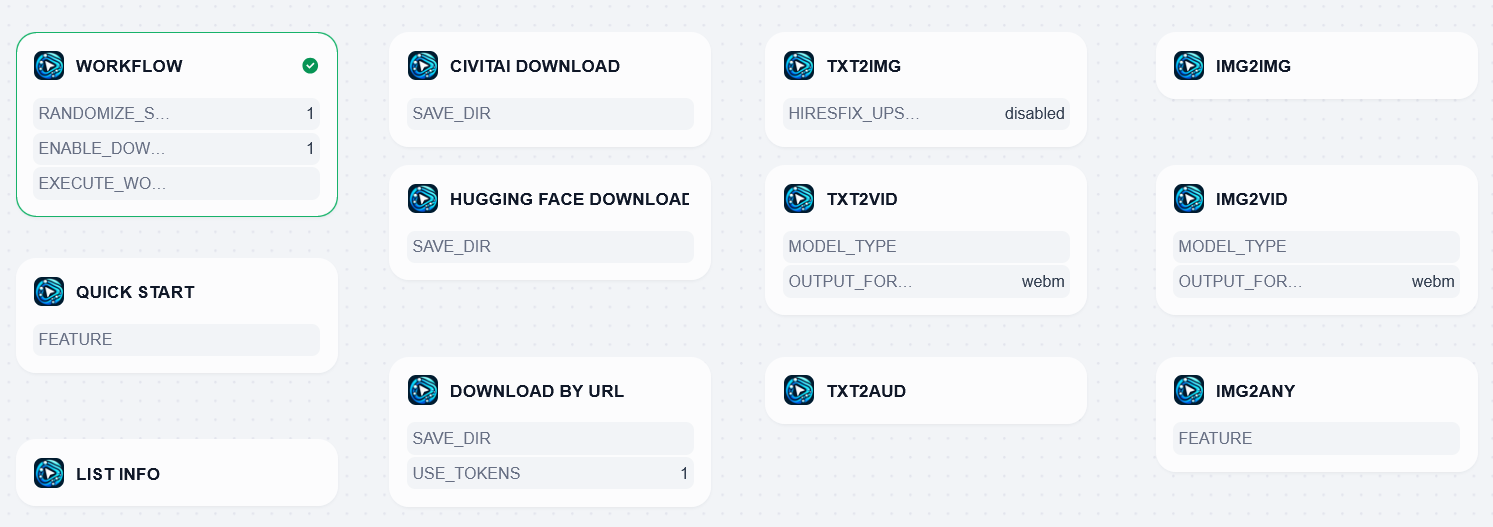 WORKFLOW
RANDOMIZE_S... 1
ENABLE_DOW... 1
EXECUTE_WO...
QUICK START
FEATURE
LIST INFO
CIVITAI DOWNLOAD
SAVE_DIR
HUGGING FACE DOWNLOAD
SAVE_DIR
DOWNLOAD BY URL
SAVE_DIR
USE_TOKENS 1
TXT2IMG
HIRESFIX_UPS... disabled
TXT2VID
MODEL_TYPE
OUTPUT_FOR... webm
TXT2AUD
IMG2IMG
IMG2VID
MODEL_TYPE
OUTPUT_FOR... webm
IMG2ANY
FEATURE